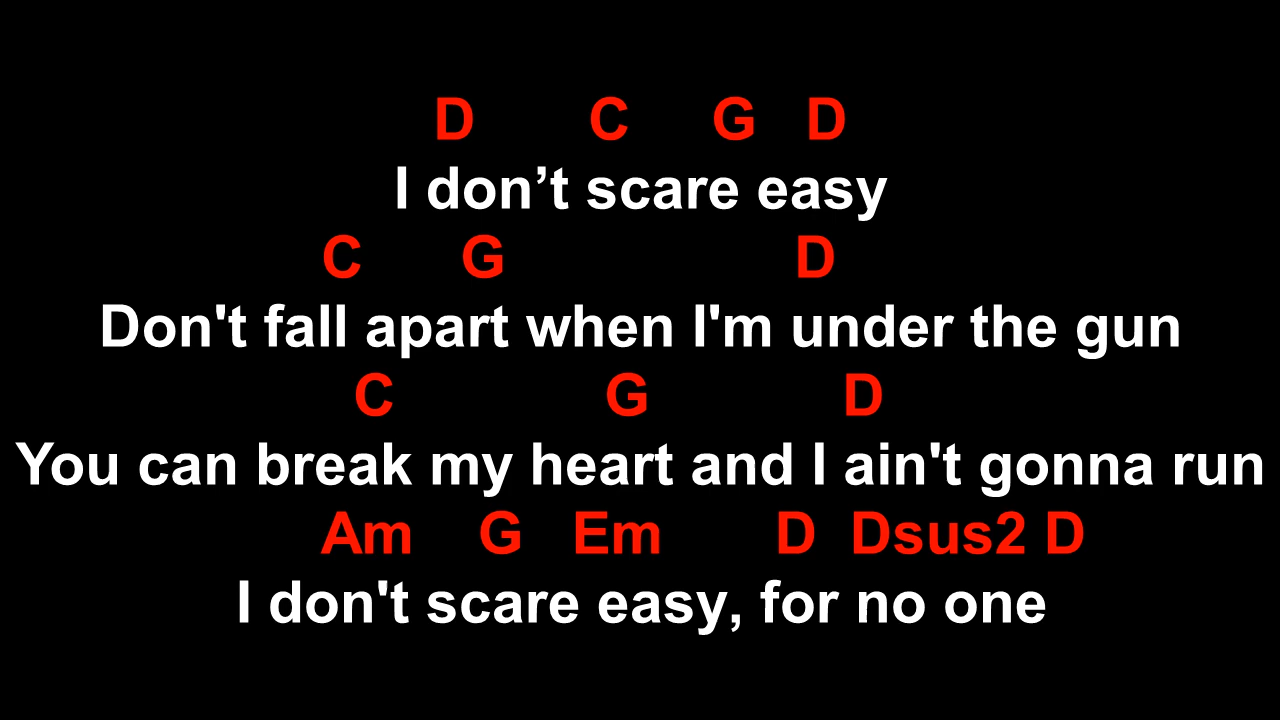 D C G D
I don’t scare easy
C G D
Don't fall apart when I'm under the gun
C G D
You can break my heart and I ain't gonna run
Am G Em D Dsus2 D
I don't scare easy, for no one